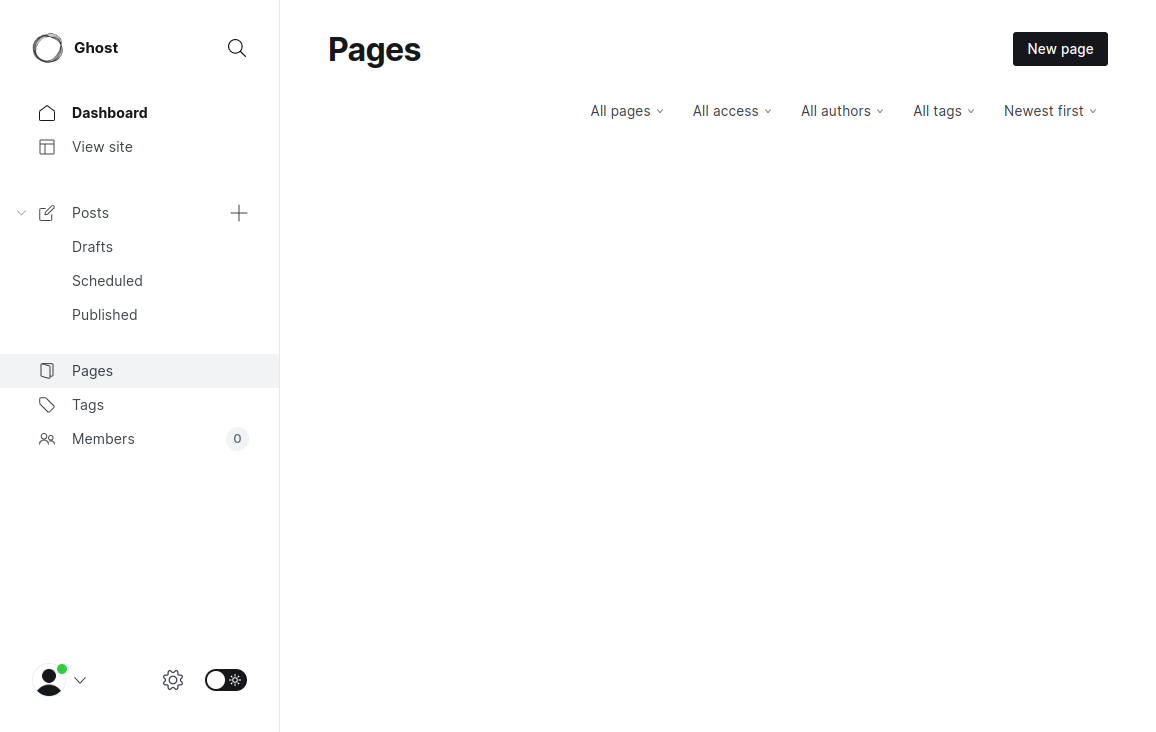 Ghost
Dashboard
View site
Posts
Drafts
Scheduled
Published
Pages
Tags
Members 0
Pages
New page
All pages All access All authors All tags Newest first